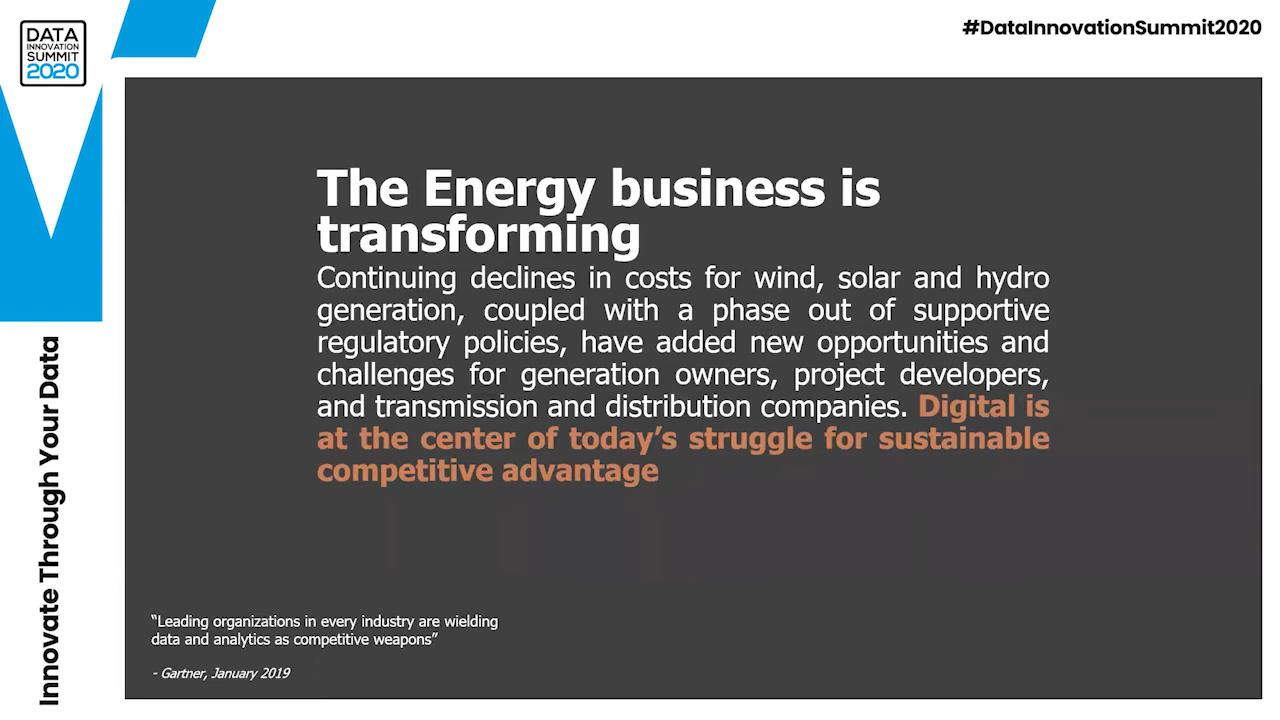 DATA
INNOVATION
SUMMIT
2020
#DataInnovationSummit2020
The Energy business is
transforming
Continuing declines in costs for wind, solar and hydro
generation, coupled with a phase out of supportive
regulatory policies, have added new opportunities and
challenges for generation owners, project developers,
and transmission and distribution companies. Digital is
at the center of today’s struggle for sustainable
competitive advantage
“Leading organizations in every industry are wielding
data and analytics as competitive weapons”
- Gartner, January 2019
Innovate Through Your Data